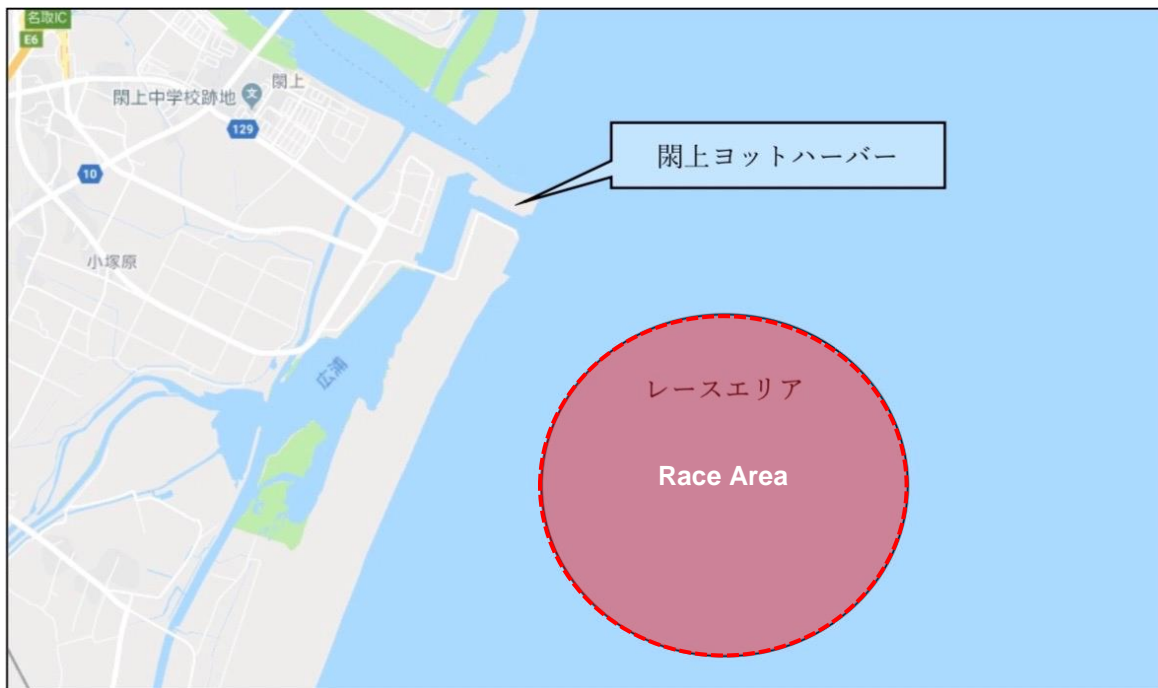 名取IC
E6
閖上
閖上中学校跡地
129
閖上ヨットハーバー
10
小塚原
広浦
レースエリア
Race Area